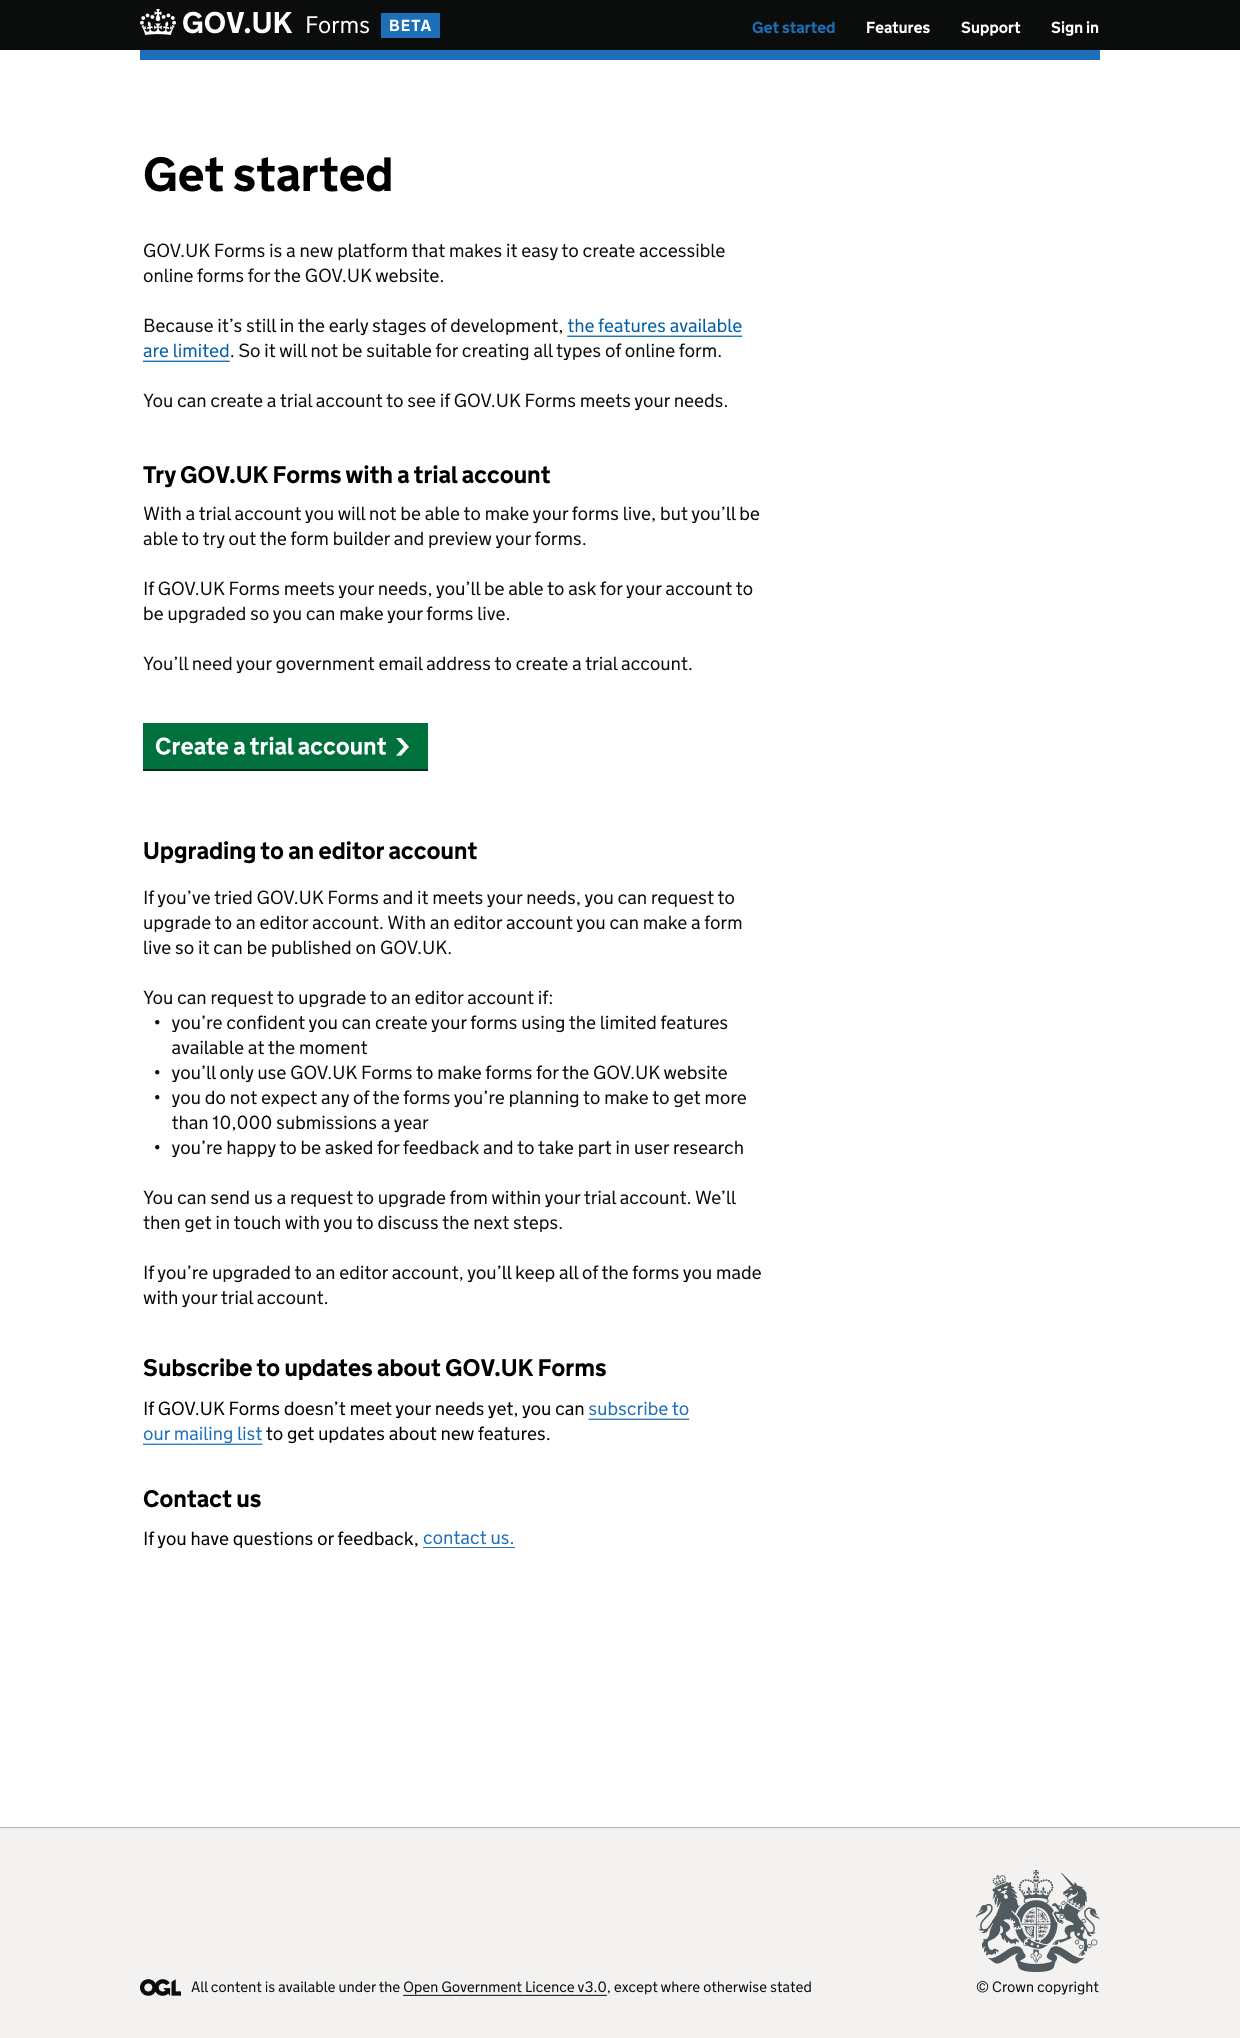 GOV.UK Forms BETA
Get started Features Support Sign in
Get started
GOV.UK Forms is a new platform that makes it easy to create accessible
online forms for the GOV.UK website.
Because it’s still in the early stages of development, the features available
are limited. So it will not be suitable for creating all types of online form.
You can create a trial account to see if GOV.UK Forms meets your needs.
Try GOV.UK Forms with a trial account
With a trial account you will not be able to make your forms live, but you’ll be
able to try out the form builder and preview your forms.
If GOV.UK Forms meets your needs, you’ll be able to ask for your account to
be upgraded so you can make your forms live.
You’ll need your government email address to create a trial account.
Create a trial account
Upgrading to an editor account
If you’ve tried GOV.UK Forms and it meets your needs, you can request to
upgrade to an editor account. With an editor account you can make a form
live so it can be published on GOV.UK.
You can request to upgrade to an editor account if:
• you’re confident you can create your forms using the limited features
available at the moment
• you’ll only use GOV.UK Forms to make forms for the GOV.UK website
• you do not expect any of the forms you’re planning to make to get more
than 10,000 submissions a year
• you’re happy to be asked for feedback and to take part in user research
You can send us a request to upgrade from within your trial account. We’ll
then get in touch with you to discuss the next steps.
If you’re upgraded to an editor account, you’ll keep all of the forms you made
with your trial account.
Subscribe to updates about GOV.UK Forms
If GOV.UK Forms doesn’t meet your needs yet, you can subscribe to
our mailing list to get updates about new features.
Contact us
If you have questions or feedback, contact us.
OGL All content is available under the Open Government Licence v3.0, except where otherwise stated
© Crown copyright